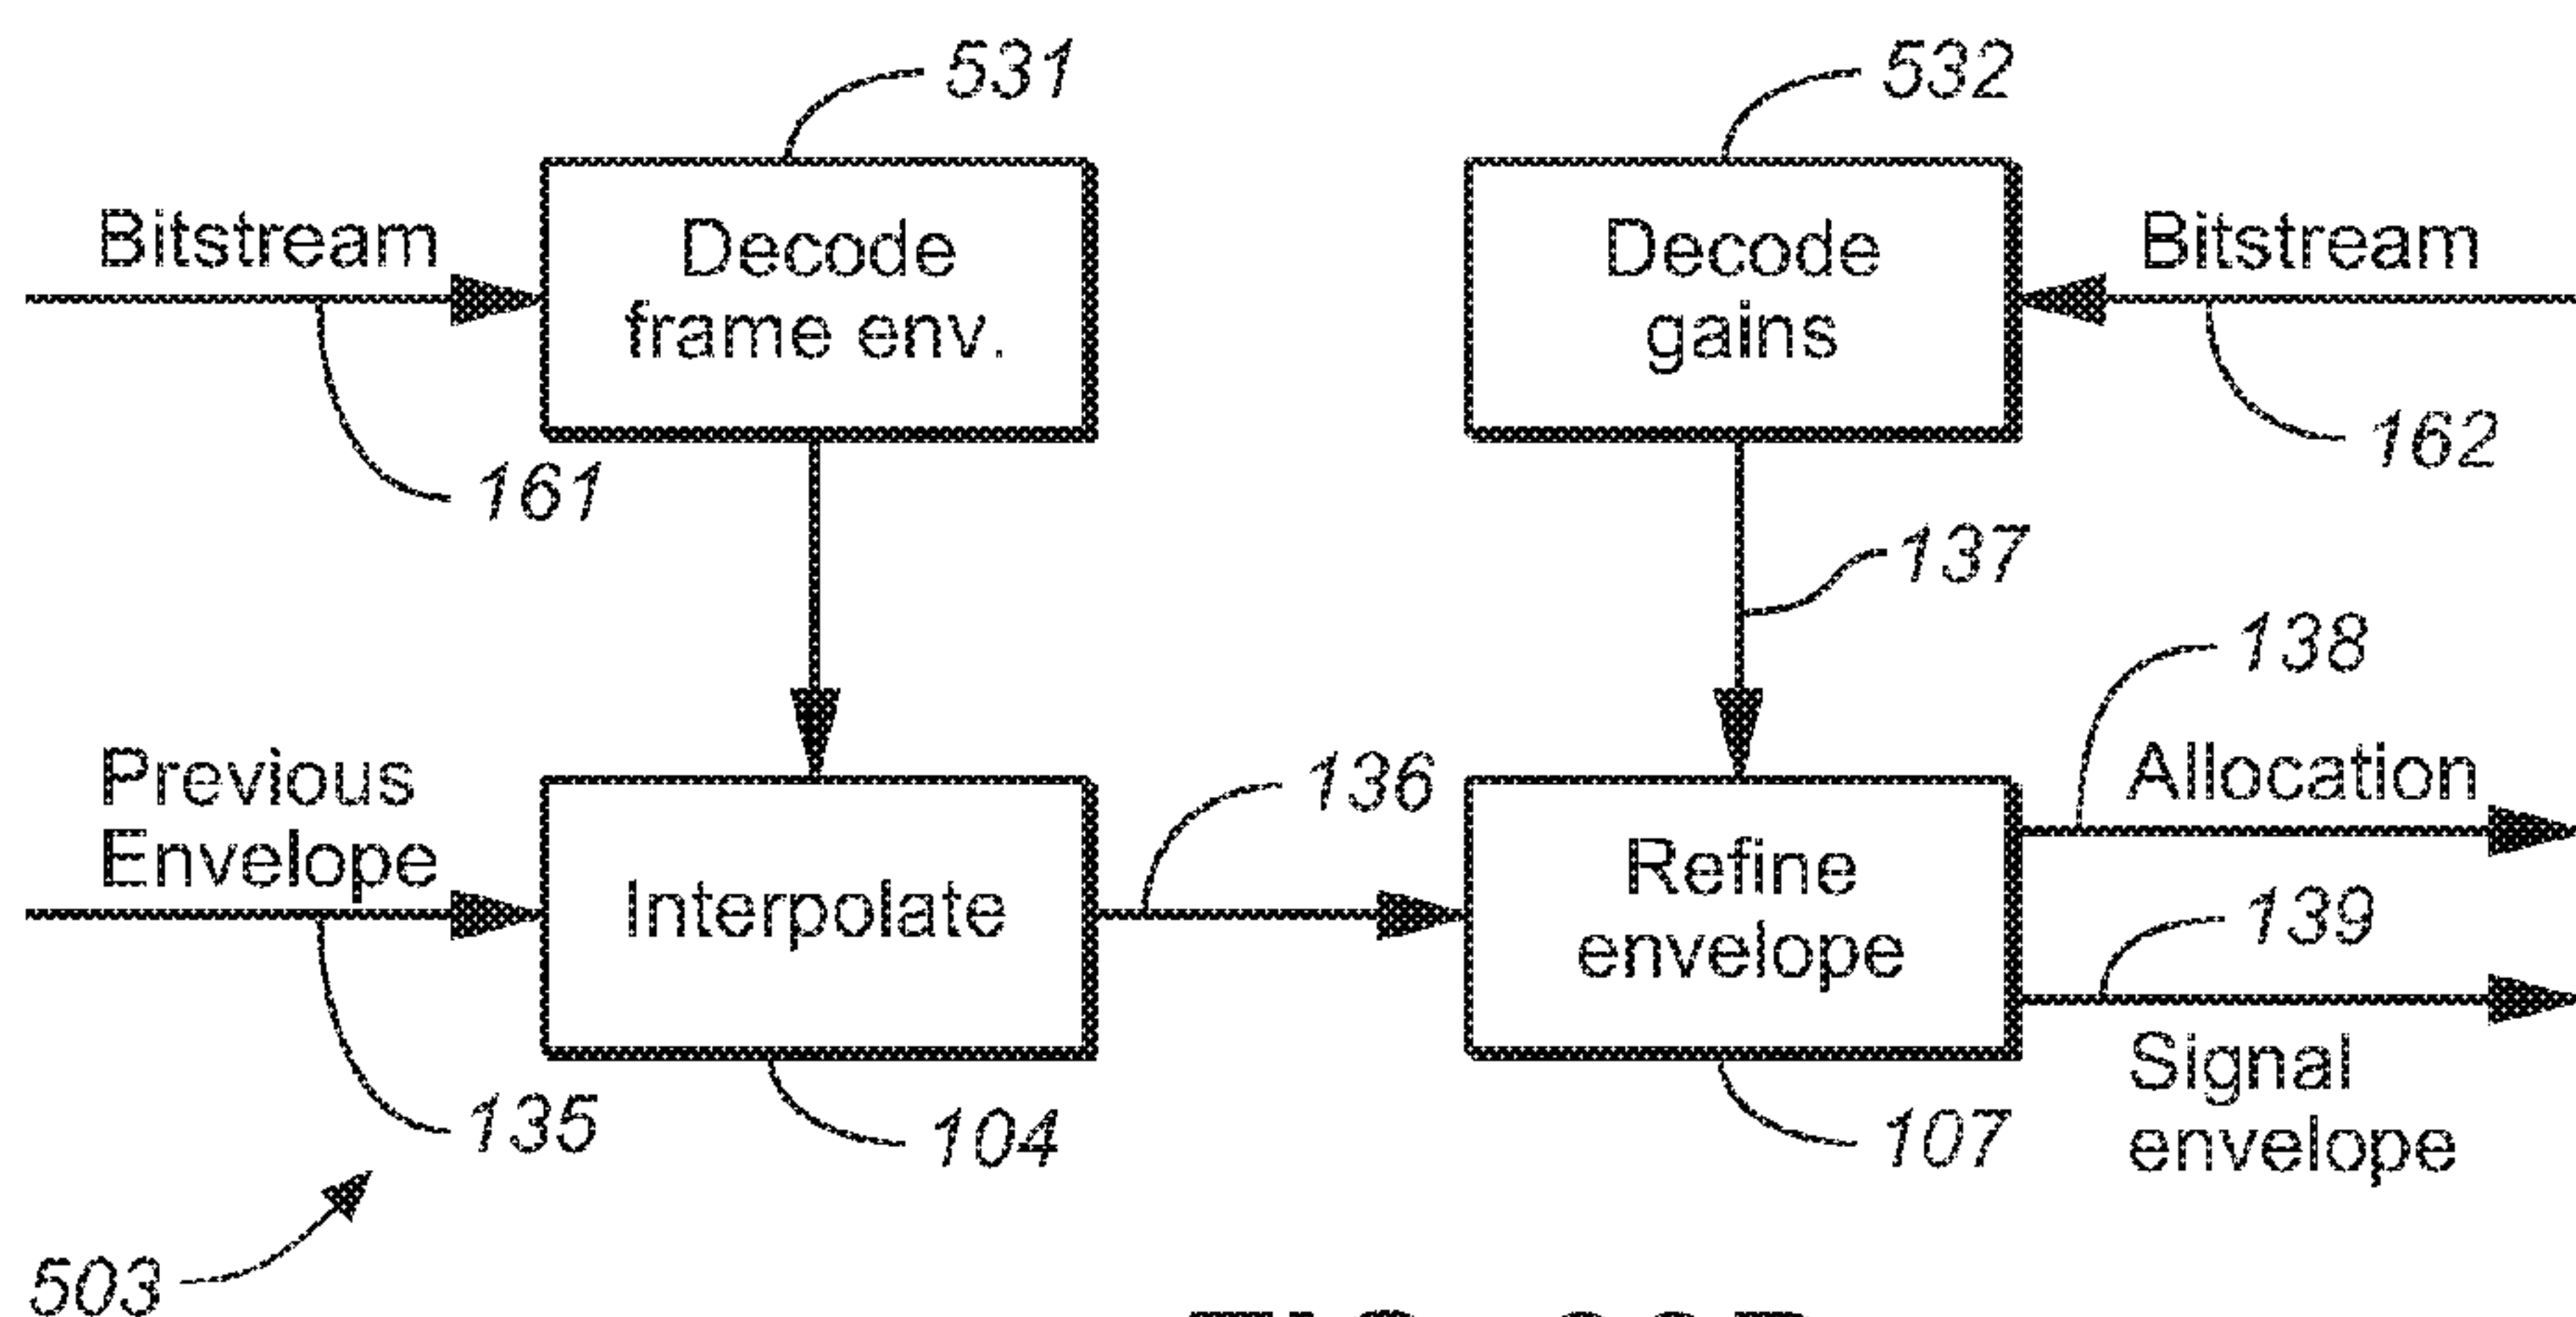 531
532
Bitstream
Decode
frame env.
Decode
gains
Bitstream
161
162
137
138
Previous
Envelope
136
Allocation
Interpolate
Refine
envelope
139
Signal
envelope
135
104
107
503